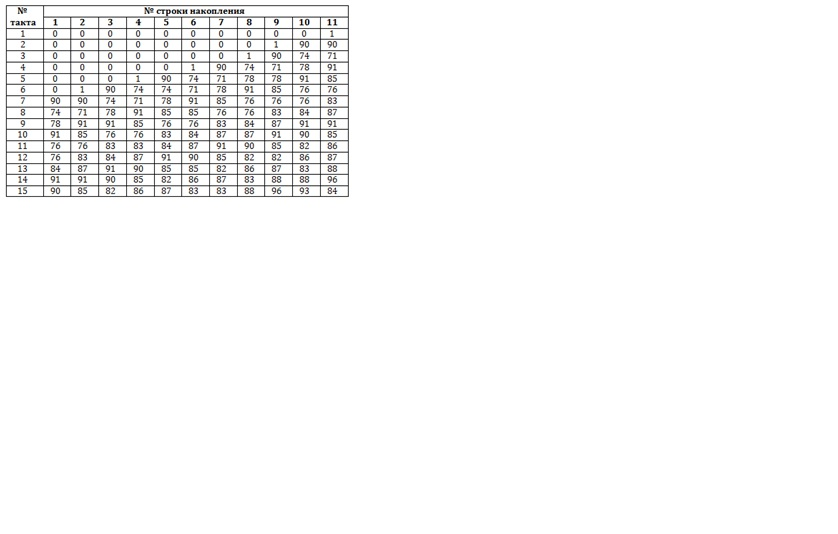 № № строки накопления
такта 1 2 3 4 5 6 7 8 9 10 11
1 0 0 0 0 0 0 0 0 0 0 1
2 0 0 0 0 0 0 0 0 1 90 90
3 0 0 0 0 0 0 0 1 90 74 71
4 0 0 0 0 0 1 90 74 71 78 91
5 0 0 0 1 90 74 71 78 78 91 85
6 0 1 90 74 74 71 78 91 85 76 76
7 90 90 74 71 78 91 85 76 76 76 83
8 74 71 78 91 85 85 76 76 83 84 87
9 78 91 91 85 76 76 83 84 87 91 91
10 91 85 76 76 83 84 87 87 91 90 85
11 76 76 83 83 84 87 91 90 85 82 86
12 76 83 84 87 91 90 85 82 82 86 87
13 84 87 91 90 85 85 82 86 87 83 88
14 91 91 90 85 82 86 87 83 88 88 96
15 90 85 82 86 87 83 83 88 96 93 84